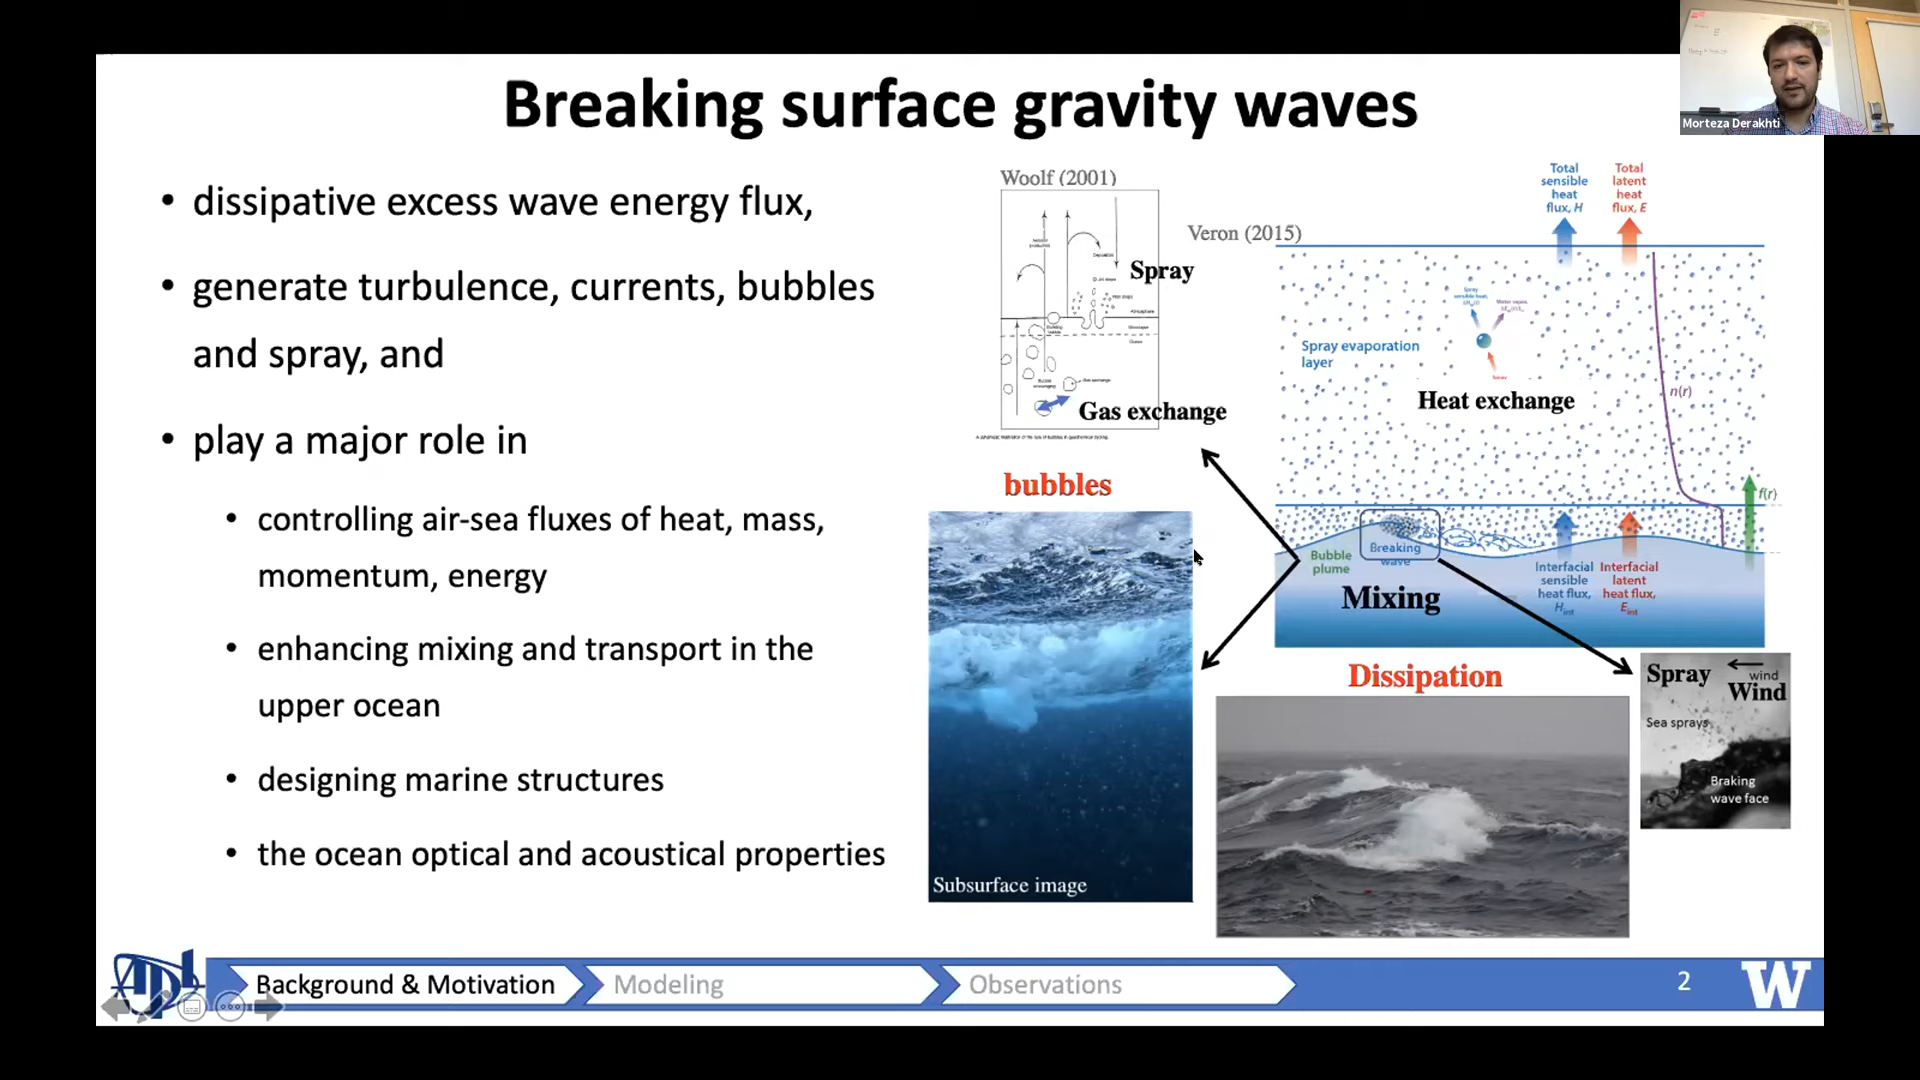 Breaking surface gravity waves
Morteza Derakhti
• dissipative excess wave energy flux,
• generate turbulence, currents, bubbles
and spray, and
• play a major role in
• controlling air-sea fluxes of heat, mass,
momentum, energy
• enhancing mixing and transport in the
upper ocean
• designing marine structures
• the ocean optical and acoustical properties
Woolf (2001)
Spray
Gas exchange
bubbles
Subsurface image
Veron (2015)
Total
sensible
heat
flux, H
Total
latent
heat
flux, E
Spray evaporation
layer
Heat exchange
n(r)
f(r)
Bubble
plume
Breaking
wave
Mixing
Interfacial
sensible
heat flux,
Hint
Interfacial
latent
heat flux,
Eint
Dissipation
Spray
wind
Wind
Sea sprays
Braking
wave face
APL
Background & Motivation
Modeling
Observations
2
W